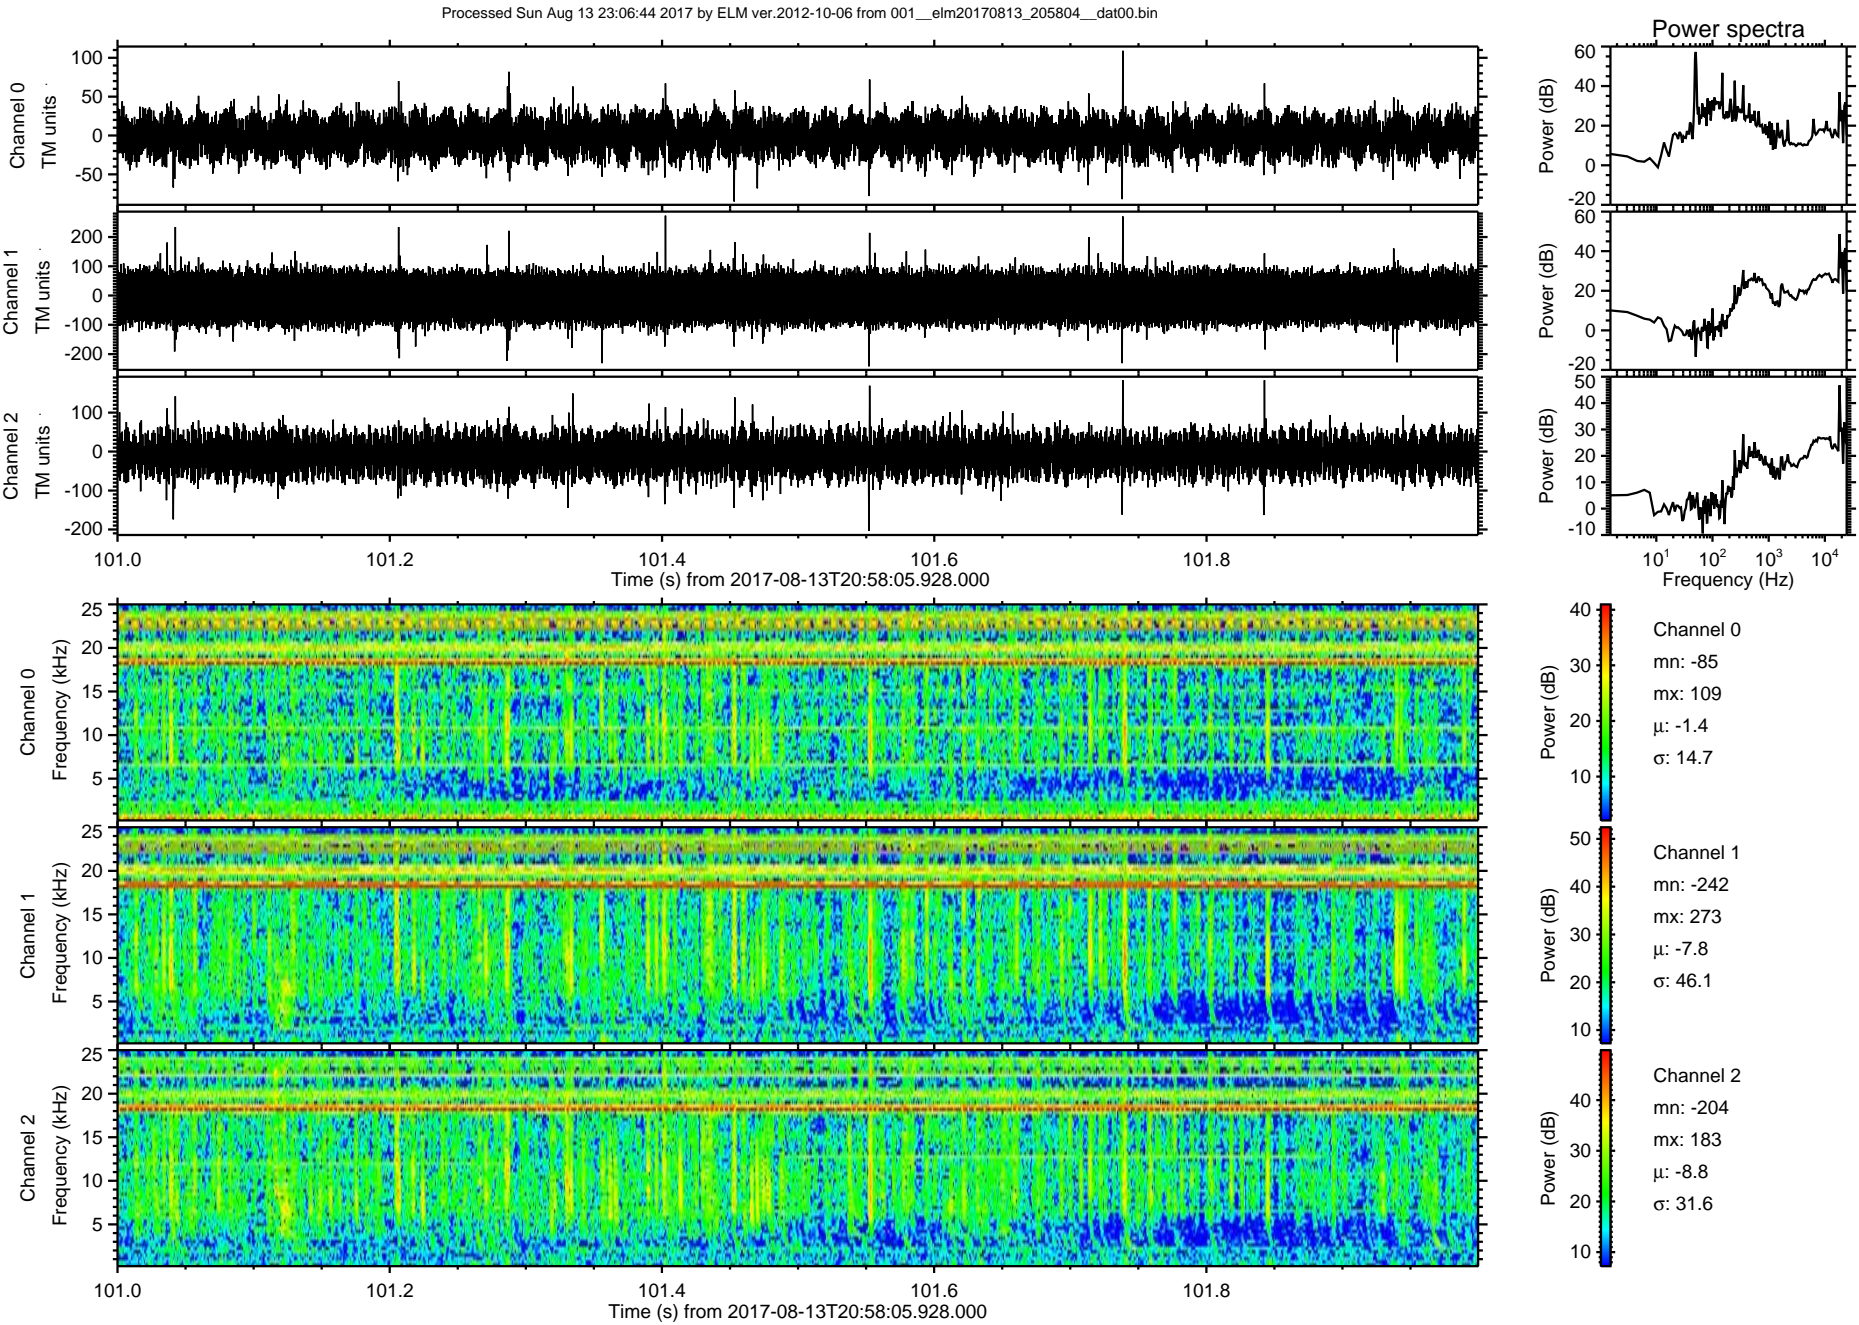 Processed Sun Aug 13 23:06:44 2017 by ELM ver.2012-10-06 from 001__elm20170813_205804__dat00.bin
Power spectra
Channel 0
TM units
100
50
0
-50
Power (dB)
60
40
20
0
-20
Channel 1
TM units
200
100
0
-100
-200
Power (dB)
60
40
20
0
-20
Channel 2
TM units
100
0
-100
-200
Power (dB)
50
40
30
20
10
0
-10
101.0 101.2 101.4 101.6 101.8
Time (s) from 2017-08-13T20:58:05.928.000
10^1 10^2 10^3 10^4
Frequency (Hz)
Channel 0
Frequency (kHz)
25
20
15
10
5
Power (dB)
40
30
20
10
Channel 0
mn: -85
mx: 109
μ: -1.4
σ: 14.7
Channel 1
Frequency (kHz)
25
20
15
10
5
Power (dB)
50
40
30
20
10
Channel 1
mn: -242
mx: 273
μ: -7.8
σ: 46.1
Channel 2
Frequency (kHz)
25
20
15
10
5
Power (dB)
40
30
20
10
Channel 2
mn: -204
mx: 183
μ: -8.8
σ: 31.6
101.0 101.2 101.4 101.6 101.8
Time (s) from 2017-08-13T20:58:05.928.000